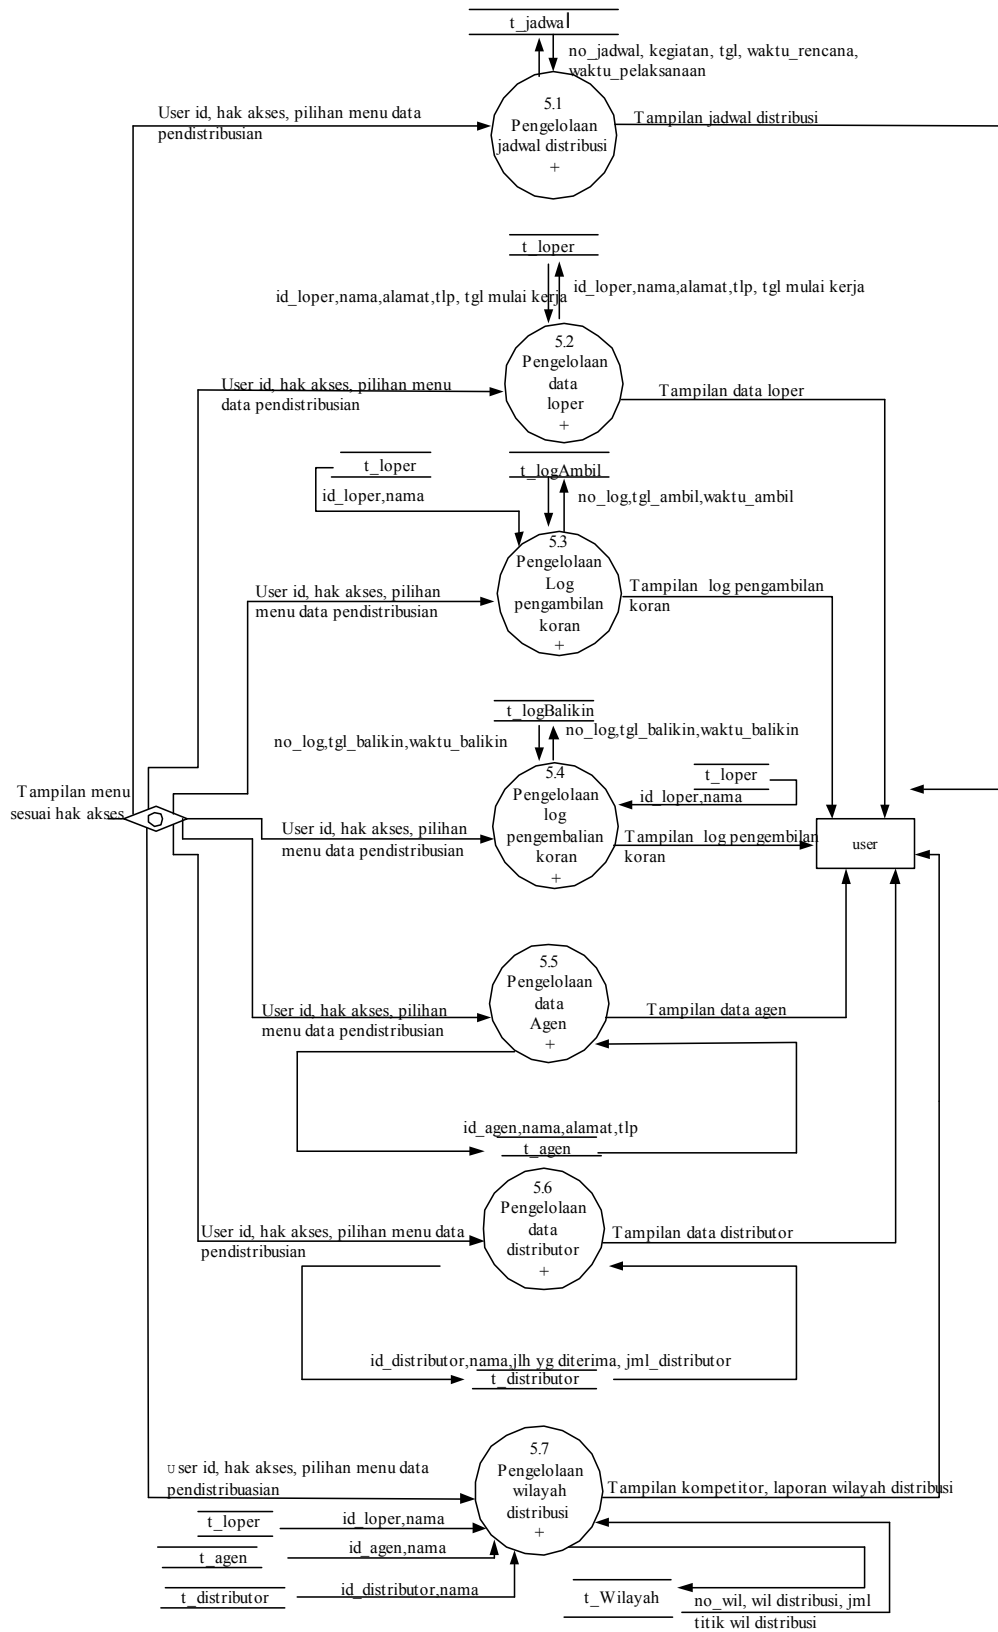 t_jadwal
no_jadwal, kegiatan, tgl, waktu_rencana,
waktu_pelaksanaan
User id, hak akses, pilihan menu data
pendistribusian
5.1
Pengelolaan
jadwal distribusi
+
Tampilan jadwal distribusi
t_loper
id_loper,nama,alamat,tlp, tgl mulai kerja
id_loper,nama,alamat,tlp, tgl mulai kerja
User id, hak akses, pilihan menu
data pendistribusian
5.2
Pengelolaan
data
loper
+
Tampilan data loper
t_loper
id_loper,nama
t_logAmbil
no_log,tgl_ambil,waktu_ambil
User id, hak akses, pilihan
menu data pendistribusian
5.3
Pengelolaan
Log
pengambilan
koran
+
Tampilan log pengambilan
koran
t_logBalikin
no_log,tgl_balikin,waktu_balikin
no_log,tgl_balikin,waktu_balikin
t_loper
id_loper,nama
Tampilan menu
sesuai hak akses
User id, hak akses, pilihan
menu data pendistribusian
5.4
Pengelolaan
log
pengembalian
koran
+
Tampilan log pengembilan
koran
user
User id, hak akses, pilihan
menu data pendistribusian
5.5
Pengelolaan
data
Agen
+
Tampilan data agen
id_agen,nama,alamat,tlp
t_agen
User id, hak akses, pilihan menu data
pendistribusian
5.6
Pengelolaan
data
distributor
+
Tampilan data distributor
id_distributor,nama,jlh yg diterima, jml_distributor
t_distributor
User id, hak akses, pilihan menu data
pendistribuasian
5.7
Pengelolaan
wilayah
distribusi
+
Tampilan kompetitor, laporan wilayah distribusi
t_loper
id_loper,nama
t_agen
id_agen,nama
t_distributor
id_distributor,nama
t_Wilayah
no_wil, wil distribusi, jml
titik wil distribusi